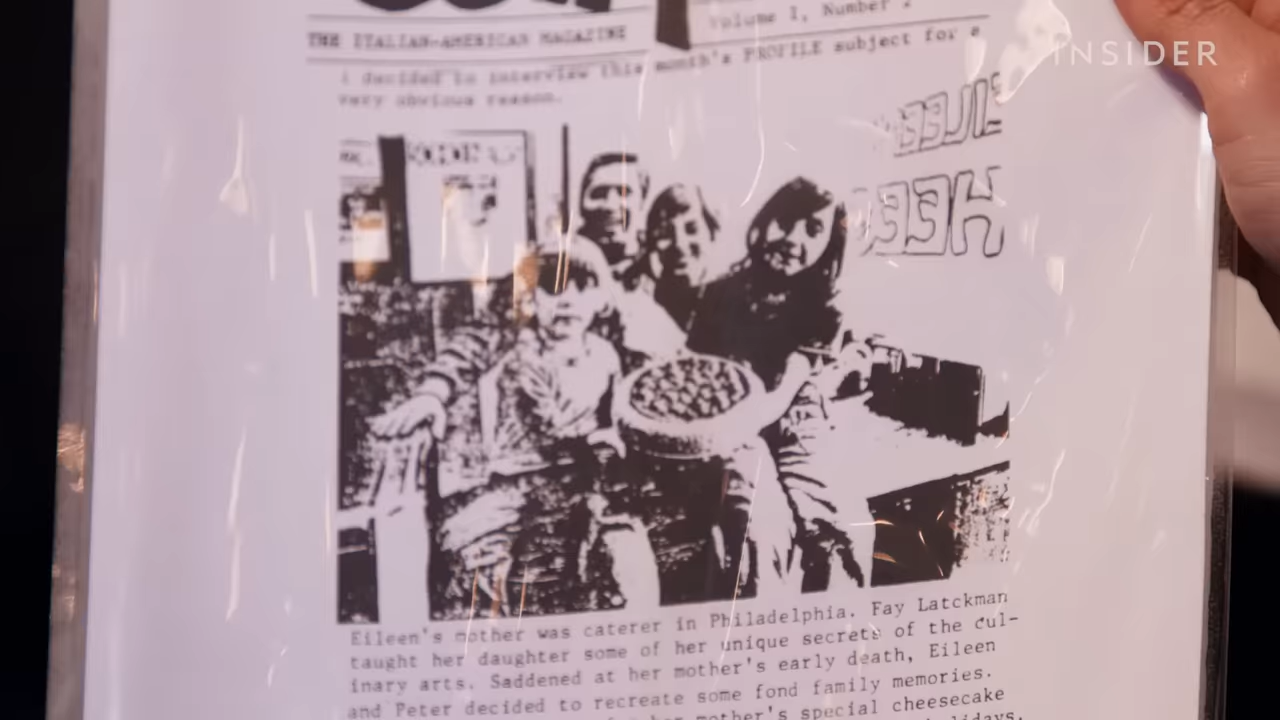 Volume I, Number
INSIDER
THE ITALIAN-AMERICAN MAGAZINE
I decided to interview this month's PROFILE subject for a
very obvious reason.
Eileen's mother was caterer in Philadelphia. Fay Latckman
taught her daughter some of her unique secrets of the cul-
inary arts. Saddened at her mother's early death, Eileen
and Peter decided to recreate some fond family memories.
her mother's special cheesecake
holidays.